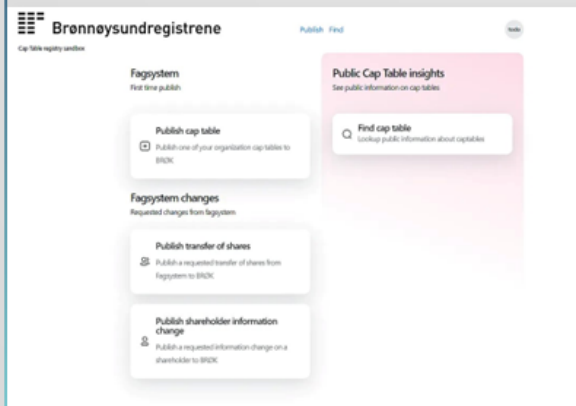 Brønnøysundregistrene
Publish Find
Cap Table registry sandbox
Fagsystem
First time publish
Publish cap table
Publish one of your organization cap tables to
BRØK
Fagsystem changes
Requested changes from fagsystem
Publish transfer of shares
Publish a requested transfer of shares from
Fagsystem to BRØK.
Publish shareholder information
change
Publish a requested information change on a
shareholder to BRØK.
Public Cap Table insights
See public information on cap tables
Find cap table
Lookup public information about captables